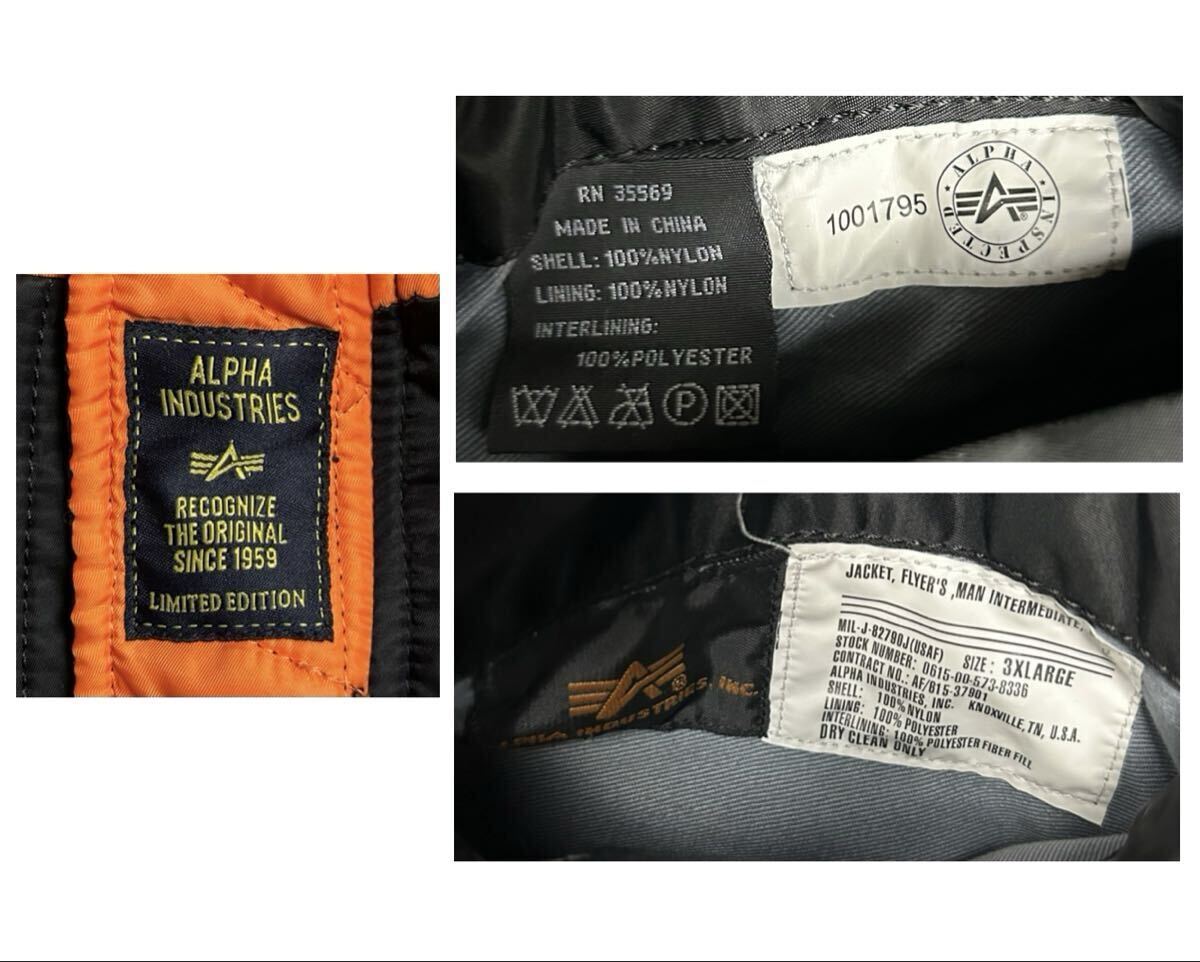 ALPHA
INDUSTRIES
RECOGNIZE
THE ORIGINAL
SINCE 1959
LIMITED EDITION
RN 35569
MADE IN CHINA
SHELL: 100%NYLON
LINING: 100%NYLON
INTERLINING:
100%POLYESTER
P
1001795
ALPHA INSPECTED
ALPHA INDUSTRIES, INC.
JACKET, FLYER'S ,MAN INTERMEDIATE,
MIL-J-82790J(USAF) SIZE: 3XLARGE
STOCK NUMBER: 0615-00-573-8336
CONTRACT NO.: AF/815-37901
ALPHA INDUSTRIES, INC. KNOXVILLE, TN, U.S.A.
SHELL: 100% NYLON
LINING: 100% POLYESTER
INTERLINING: 100% POLYESTER FIBER FILL
DRY CLEAN ONLY